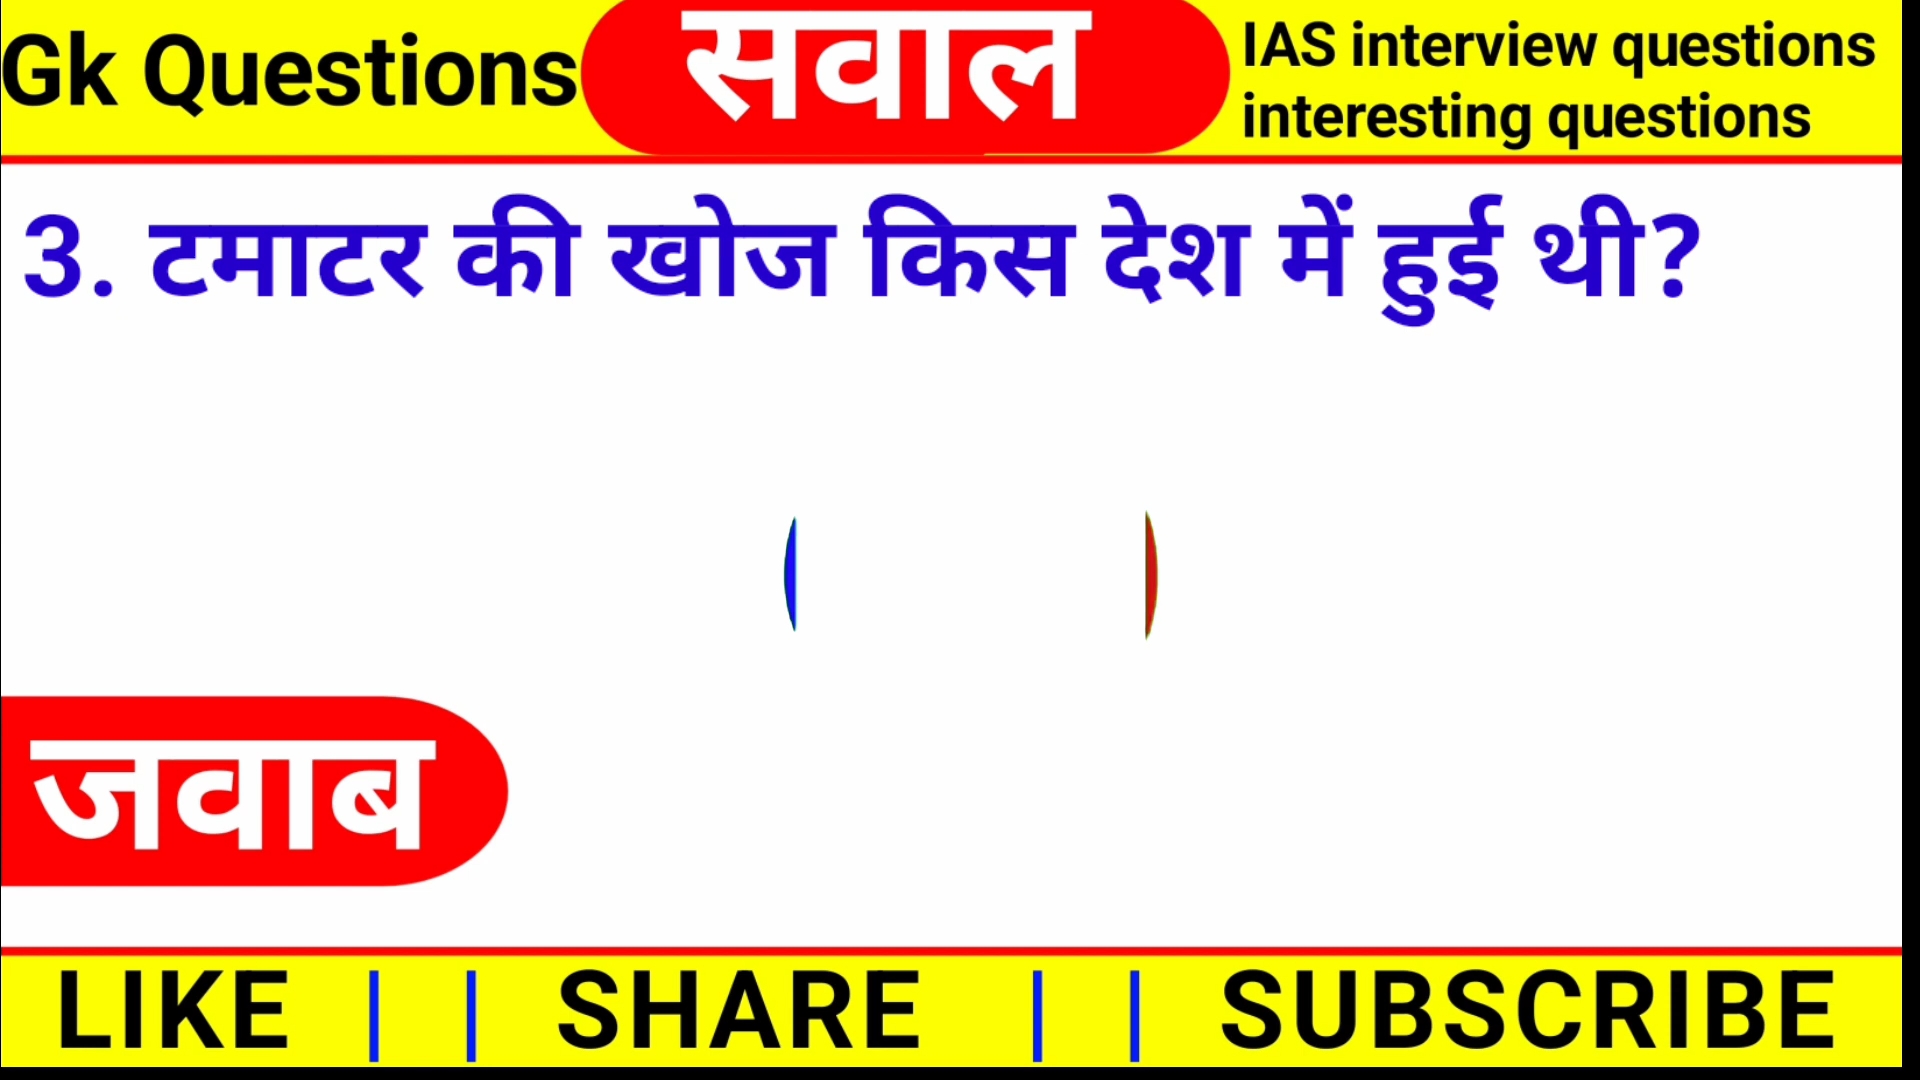 Gk Questions
सवाल
IAS interview questions
interesting questions
3. टमाटर की खोज किस देश में हुई थी?
जवाब
LIKE || SHARE || SUBSCRIBE